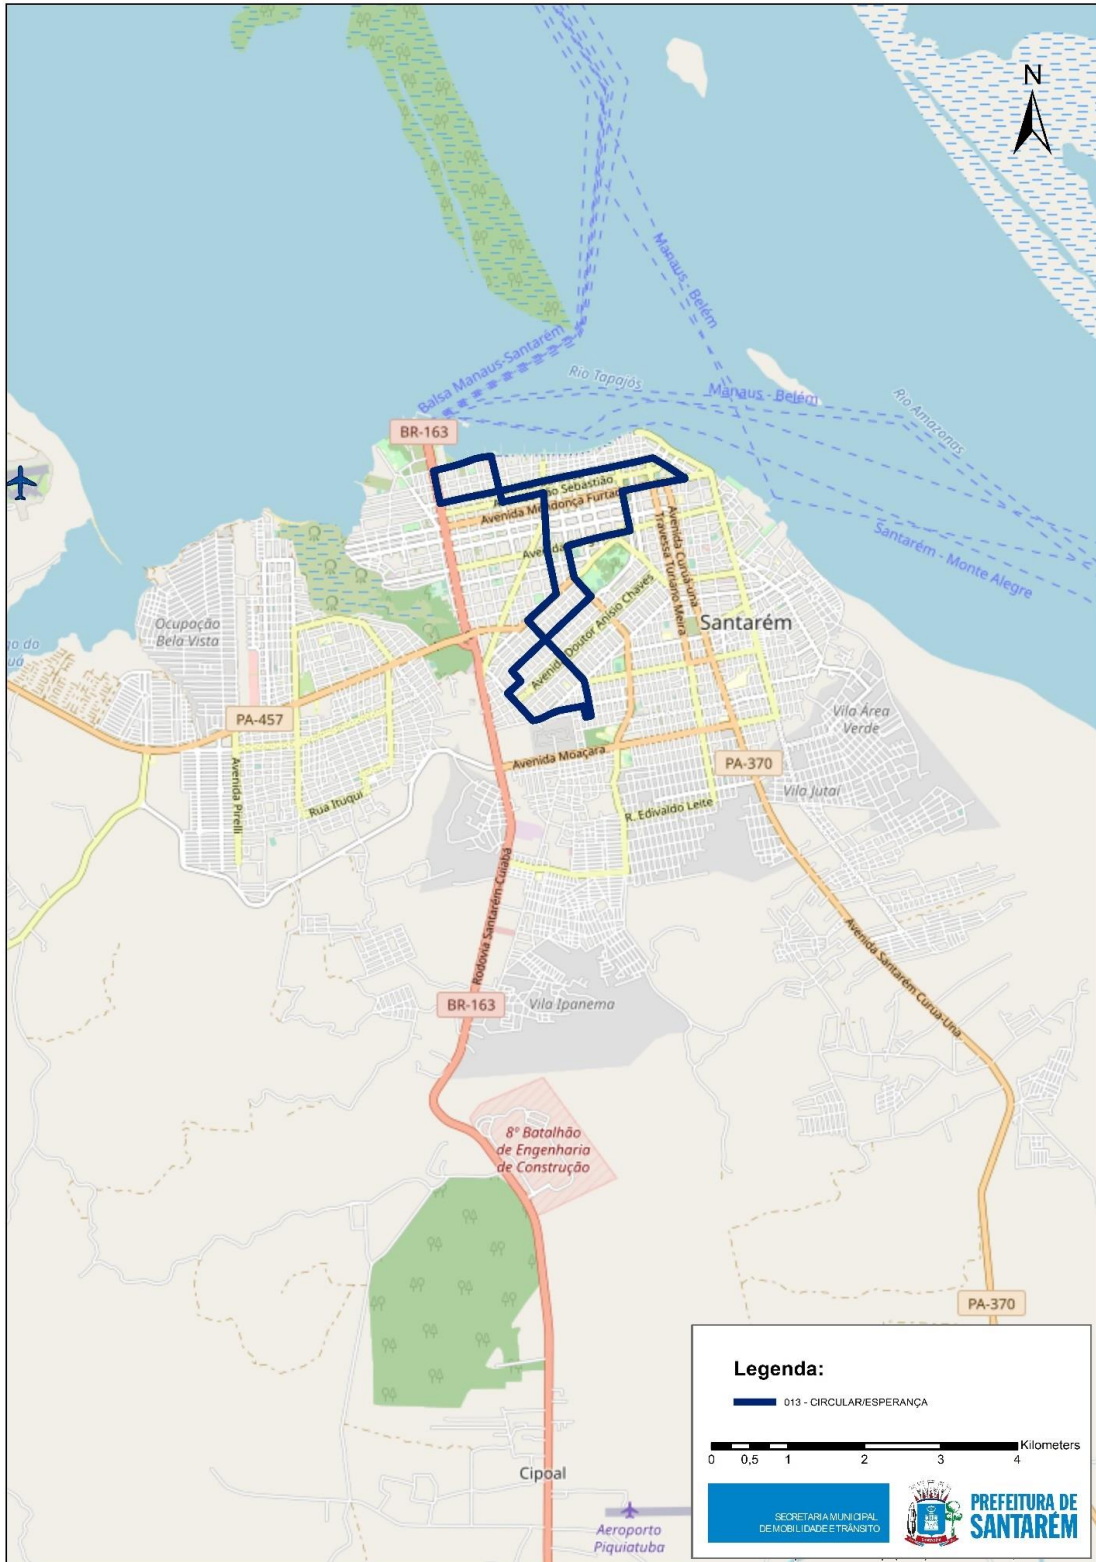 N
Manaus - Belém
Balsa Manaus-Santarém
Rio Tapajós
Manaus - Belém
Rio Amazonas
BR-163
São Sebastião
Avenida Mendonça Furtad
Santarém - Monte Alegre
Avenida Curuá-una
Travessa Turiano Meira
Avenida
Ocupação
Bela Vista
Santarém
Avenida Doutor Anísio Chaves
PA-457
Vila Área
Verde
Avenida Moaçara
PA-370
Avenida Pirelli
Rua Ituqui
Vila Jutaí
R. Edivaldo Leite
Rodovia Santarém-Cuiabá
Avenida Santarém Curuá-Una
BR-163
Vila Ipanema
8º Batalhão
de Engenharia
de Construção
PA-370
Legenda:
013 - CIRCULAR/ESPERANÇA
Kilometers
0 0,5 1 2 3 4
Cipoal
SECRETARIA MUNICIPAL
DE MOBILIDADE E TRÂNSITO
PREFEITURA DE
SANTARÉM
Aeroporto
Piquiatuba